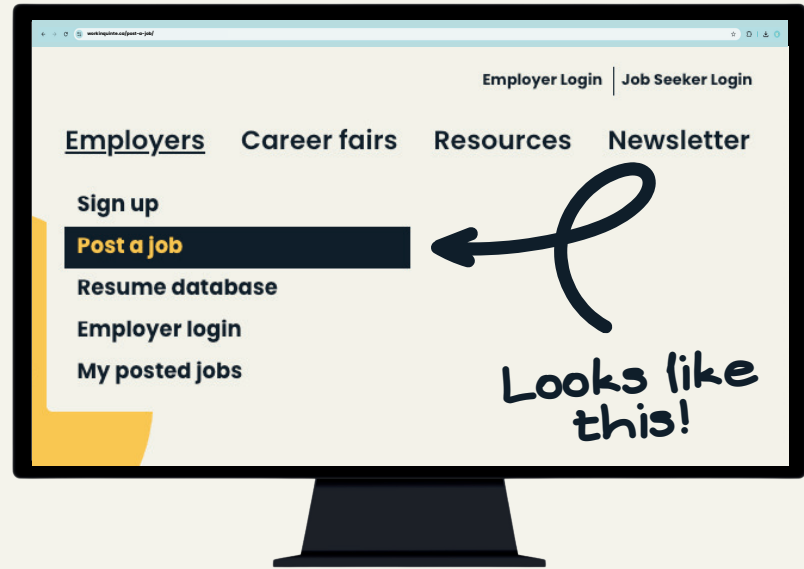 workinquinte.ca/post-a-job/
Employer Login Job Seeker Login
Employers Career fairs Resources Newsletter
Sign up
Post a job
Resume database
Employer login
My posted jobs
Looks like
this!